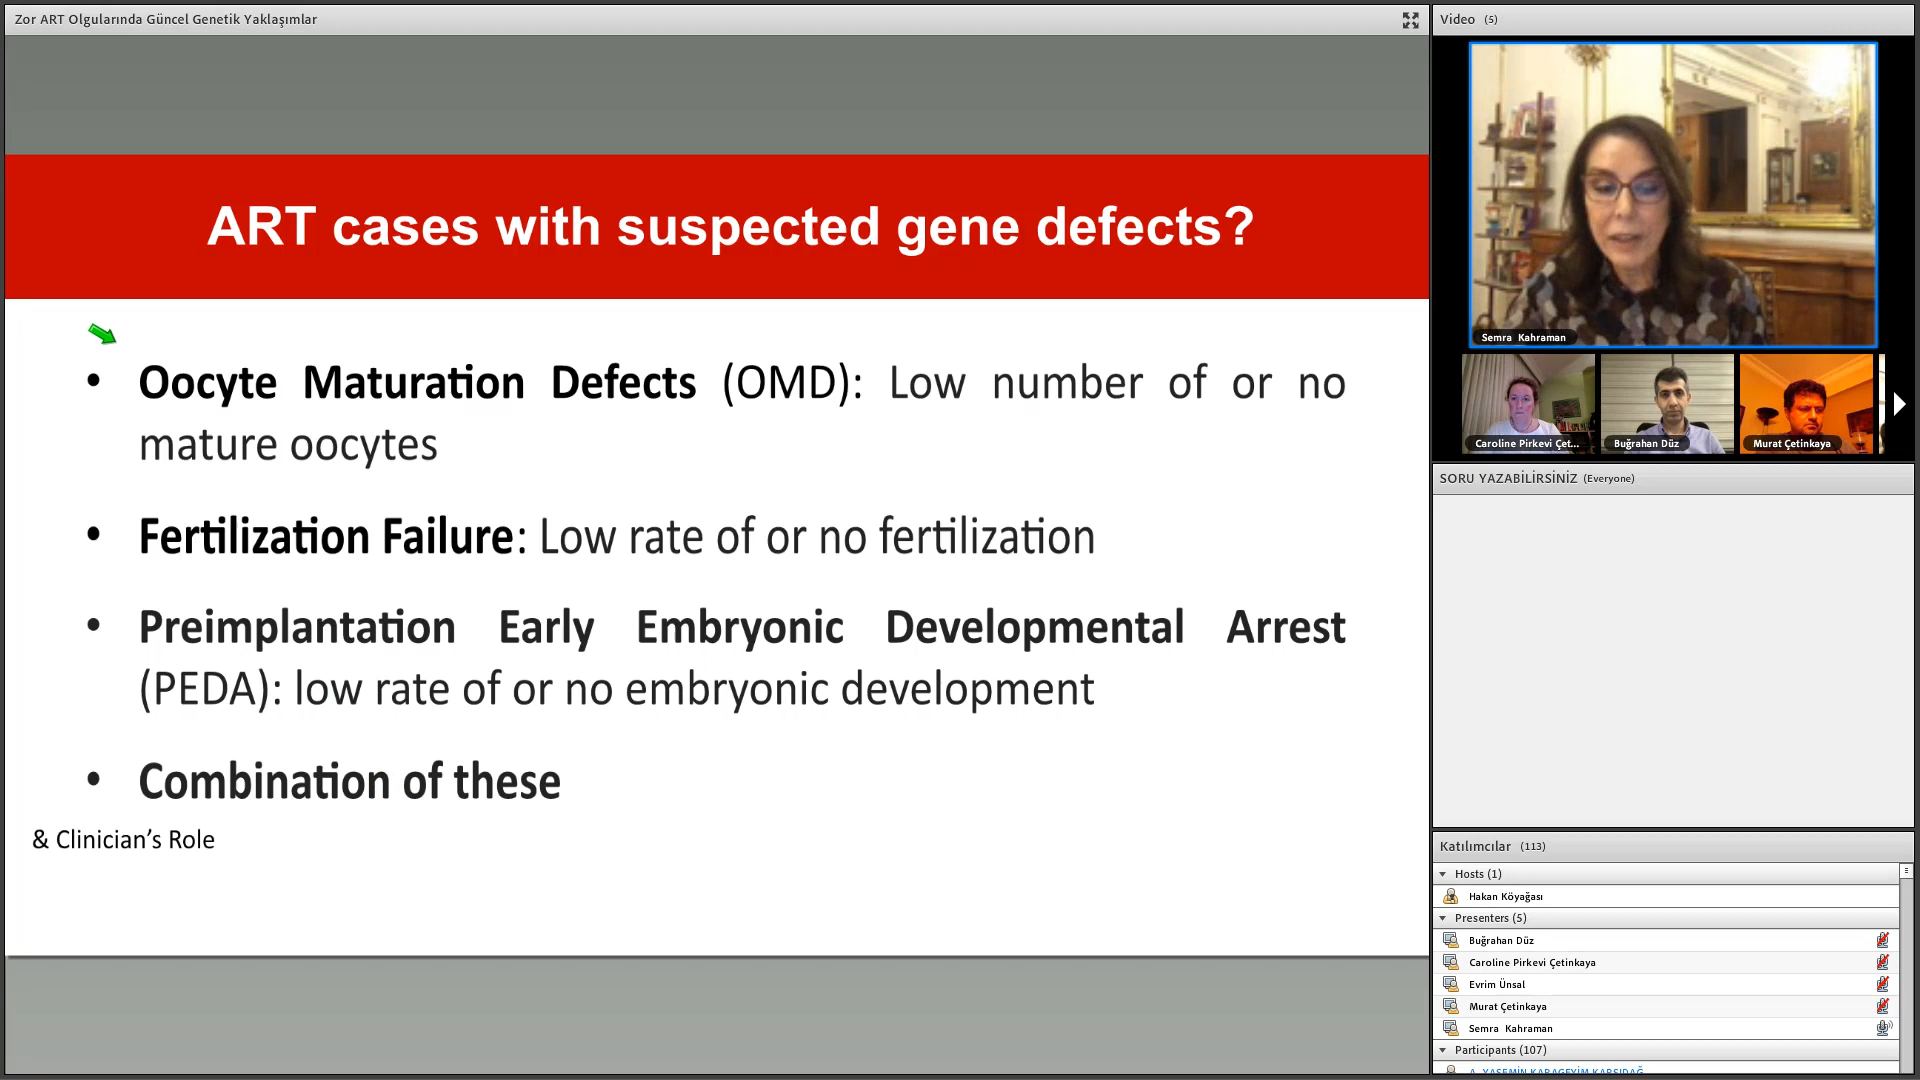 Zor ART Olgularında Güncel Genetik Yaklaşımlar
ART cases with suspected gene defects?
• Oocyte Maturation Defects (OMD): Low number of or no
mature oocytes
• Fertilization Failure: Low rate of or no fertilization
• Preimplantation Early Embryonic Developmental Arrest
(PEDA): low rate of or no embryonic development
• Combination of these
& Clinician’s Role
Video (5)
Semra Kahraman
Caroline Pirkevi Çet...
Buğrahan Düz
Murat Çetinkaya
SORU YAZABİLİRSİNİZ (Everyone)
Katılımcılar (113)
Hosts (1)
Hakan Köyağası
Presenters (5)
Buğrahan Düz
Caroline Pirkevi Çetinkaya
Evrim Ünsal
Murat Çetinkaya
Semra Kahraman
Participants (107)